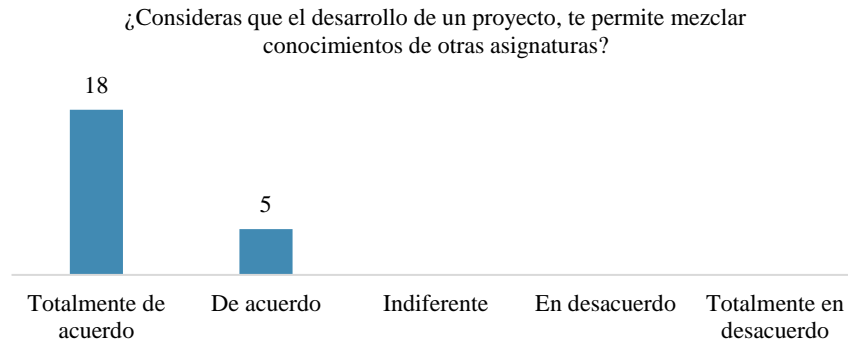 ¿Consideras que el desarrollo de un proyecto, te permite mezclar
conocimientos de otras asignaturas?
18
5
Totalmente de acuerdo
De acuerdo
Indiferente
En desacuerdo
Totalmente en desacuerdo